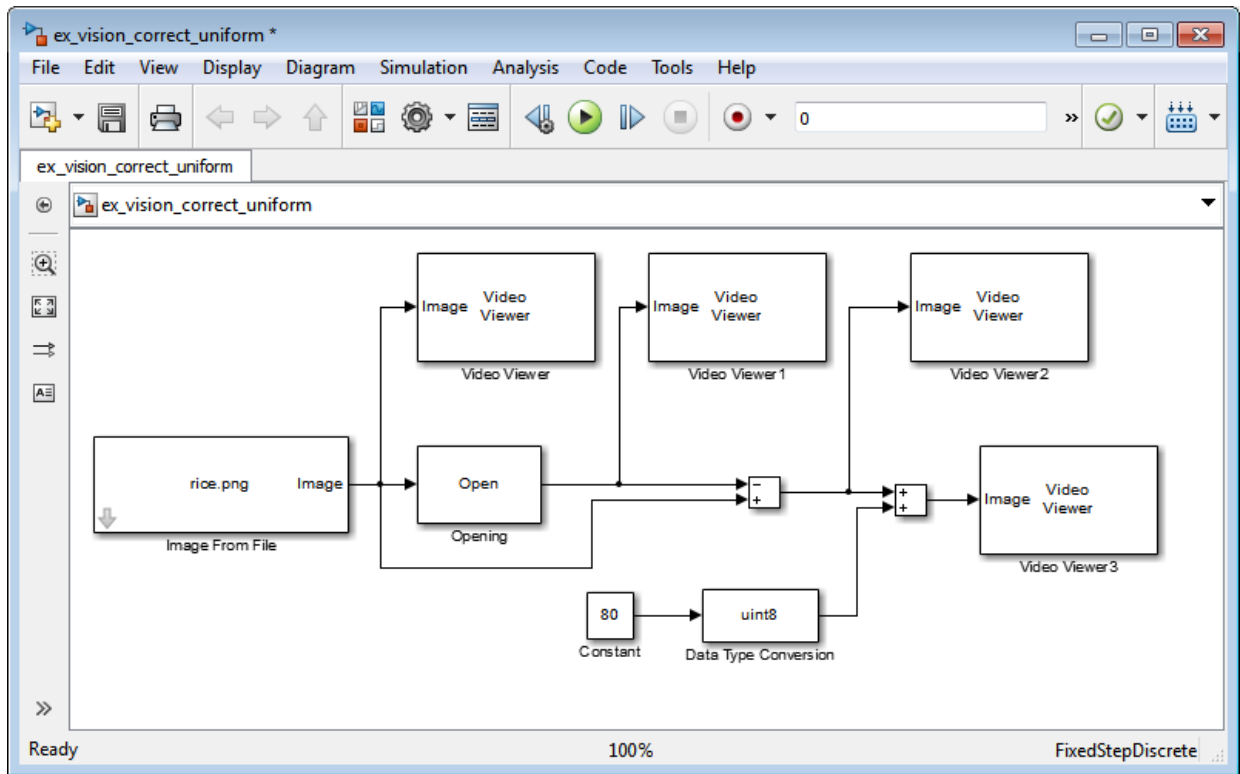 ex_vision_correct_uniform *
File Edit View Display Diagram Simulation Analysis Code Tools Help
0 »
ex_vision_correct_uniform
ex_vision_correct_uniform
Image Video Viewer
Video Viewer
Image Video Viewer
Video Viewer1
Image Video Viewer
Video Viewer2
rice.png Image
Image From File
Open
Opening
−
+
+
+
Image Video Viewer
Video Viewer3
80
Constant
uint8
Data Type Conversion
A
»
Ready 100% FixedStepDiscrete